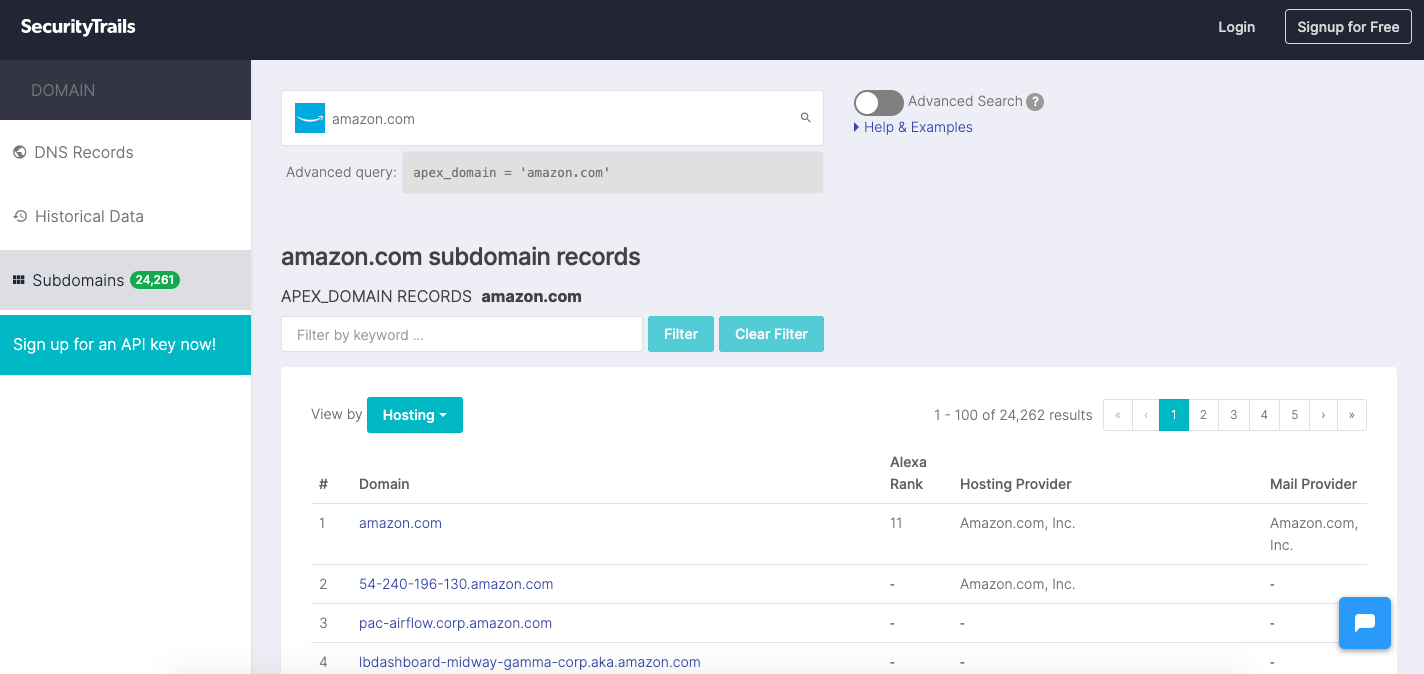 SecurityTrails
Login
Signup for Free
DOMAIN
DNS Records
Historical Data
Subdomains 24,261
Sign up for an API key now!
amazon.com
Advanced Search ?
Help & Examples
Advanced query: apex_domain = 'amazon.com'
amazon.com subdomain records
APEX_DOMAIN RECORDS amazon.com
Filter by keyword ...
Filter
Clear Filter
View by Hosting
1 - 100 of 24,262 results « ‹ 1 2 3 4 5 › »
# Domain Alexa Rank Hosting Provider Mail Provider
1 amazon.com 11 Amazon.com, Inc. Amazon.com, Inc.
2 54-240-196-130.amazon.com - Amazon.com, Inc. -
3 pac-airflow.corp.amazon.com - - -
4 lbdashboard-midway-gamma-corp.aka.amazon.com - - -